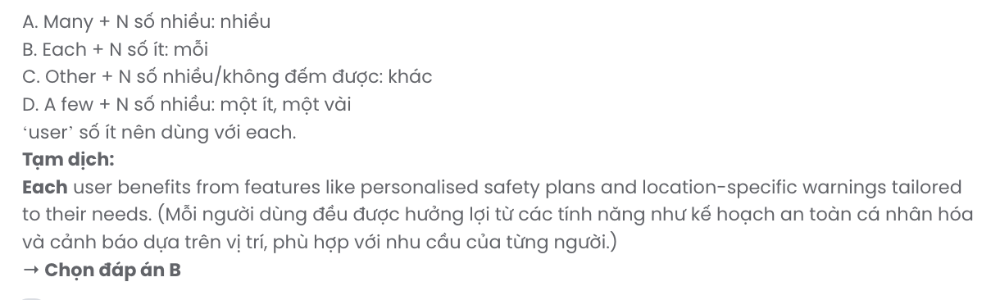 A. Many + N số nhiều: nhiều
B. Each + N số ít: mỗi
C. Other + N số nhiều/không đếm được: khác
D. A few + N số nhiều: một ít, một vài
‘user’ số ít nên dùng với each.
Tạm dịch:
Each user benefits from features like personalised safety plans and location-specific warnings tailored
to their needs. (Mỗi người dùng đều được hưởng lợi từ các tính năng như kế hoạch an toàn cá nhân hóa
và cảnh báo dựa trên vị trí, phù hợp với nhu cầu của từng người.)
→ Chọn đáp án B